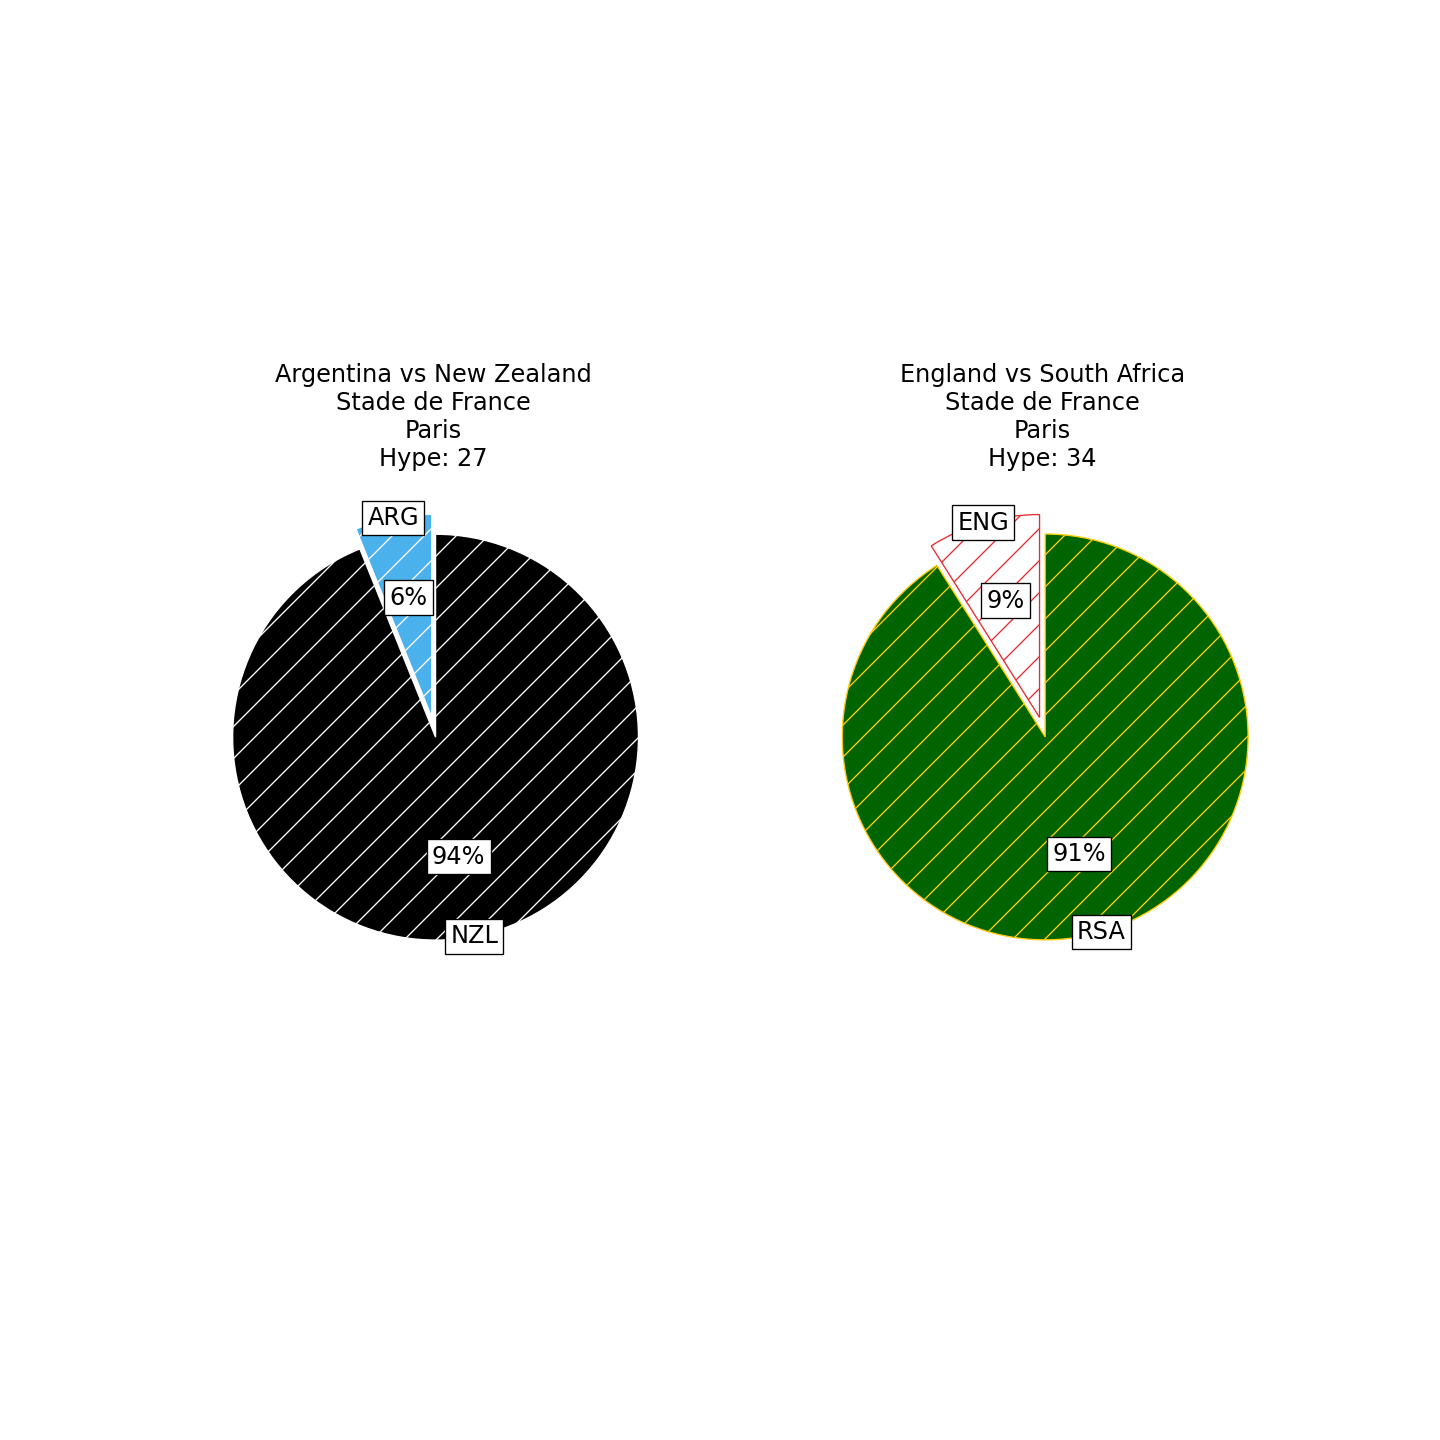 Argentina vs New Zealand
Stade de France
Paris
Hype: 27
ARG
6%
94%
NZL
England vs South Africa
Stade de France
Paris
Hype: 34
ENG
9%
91%
RSA